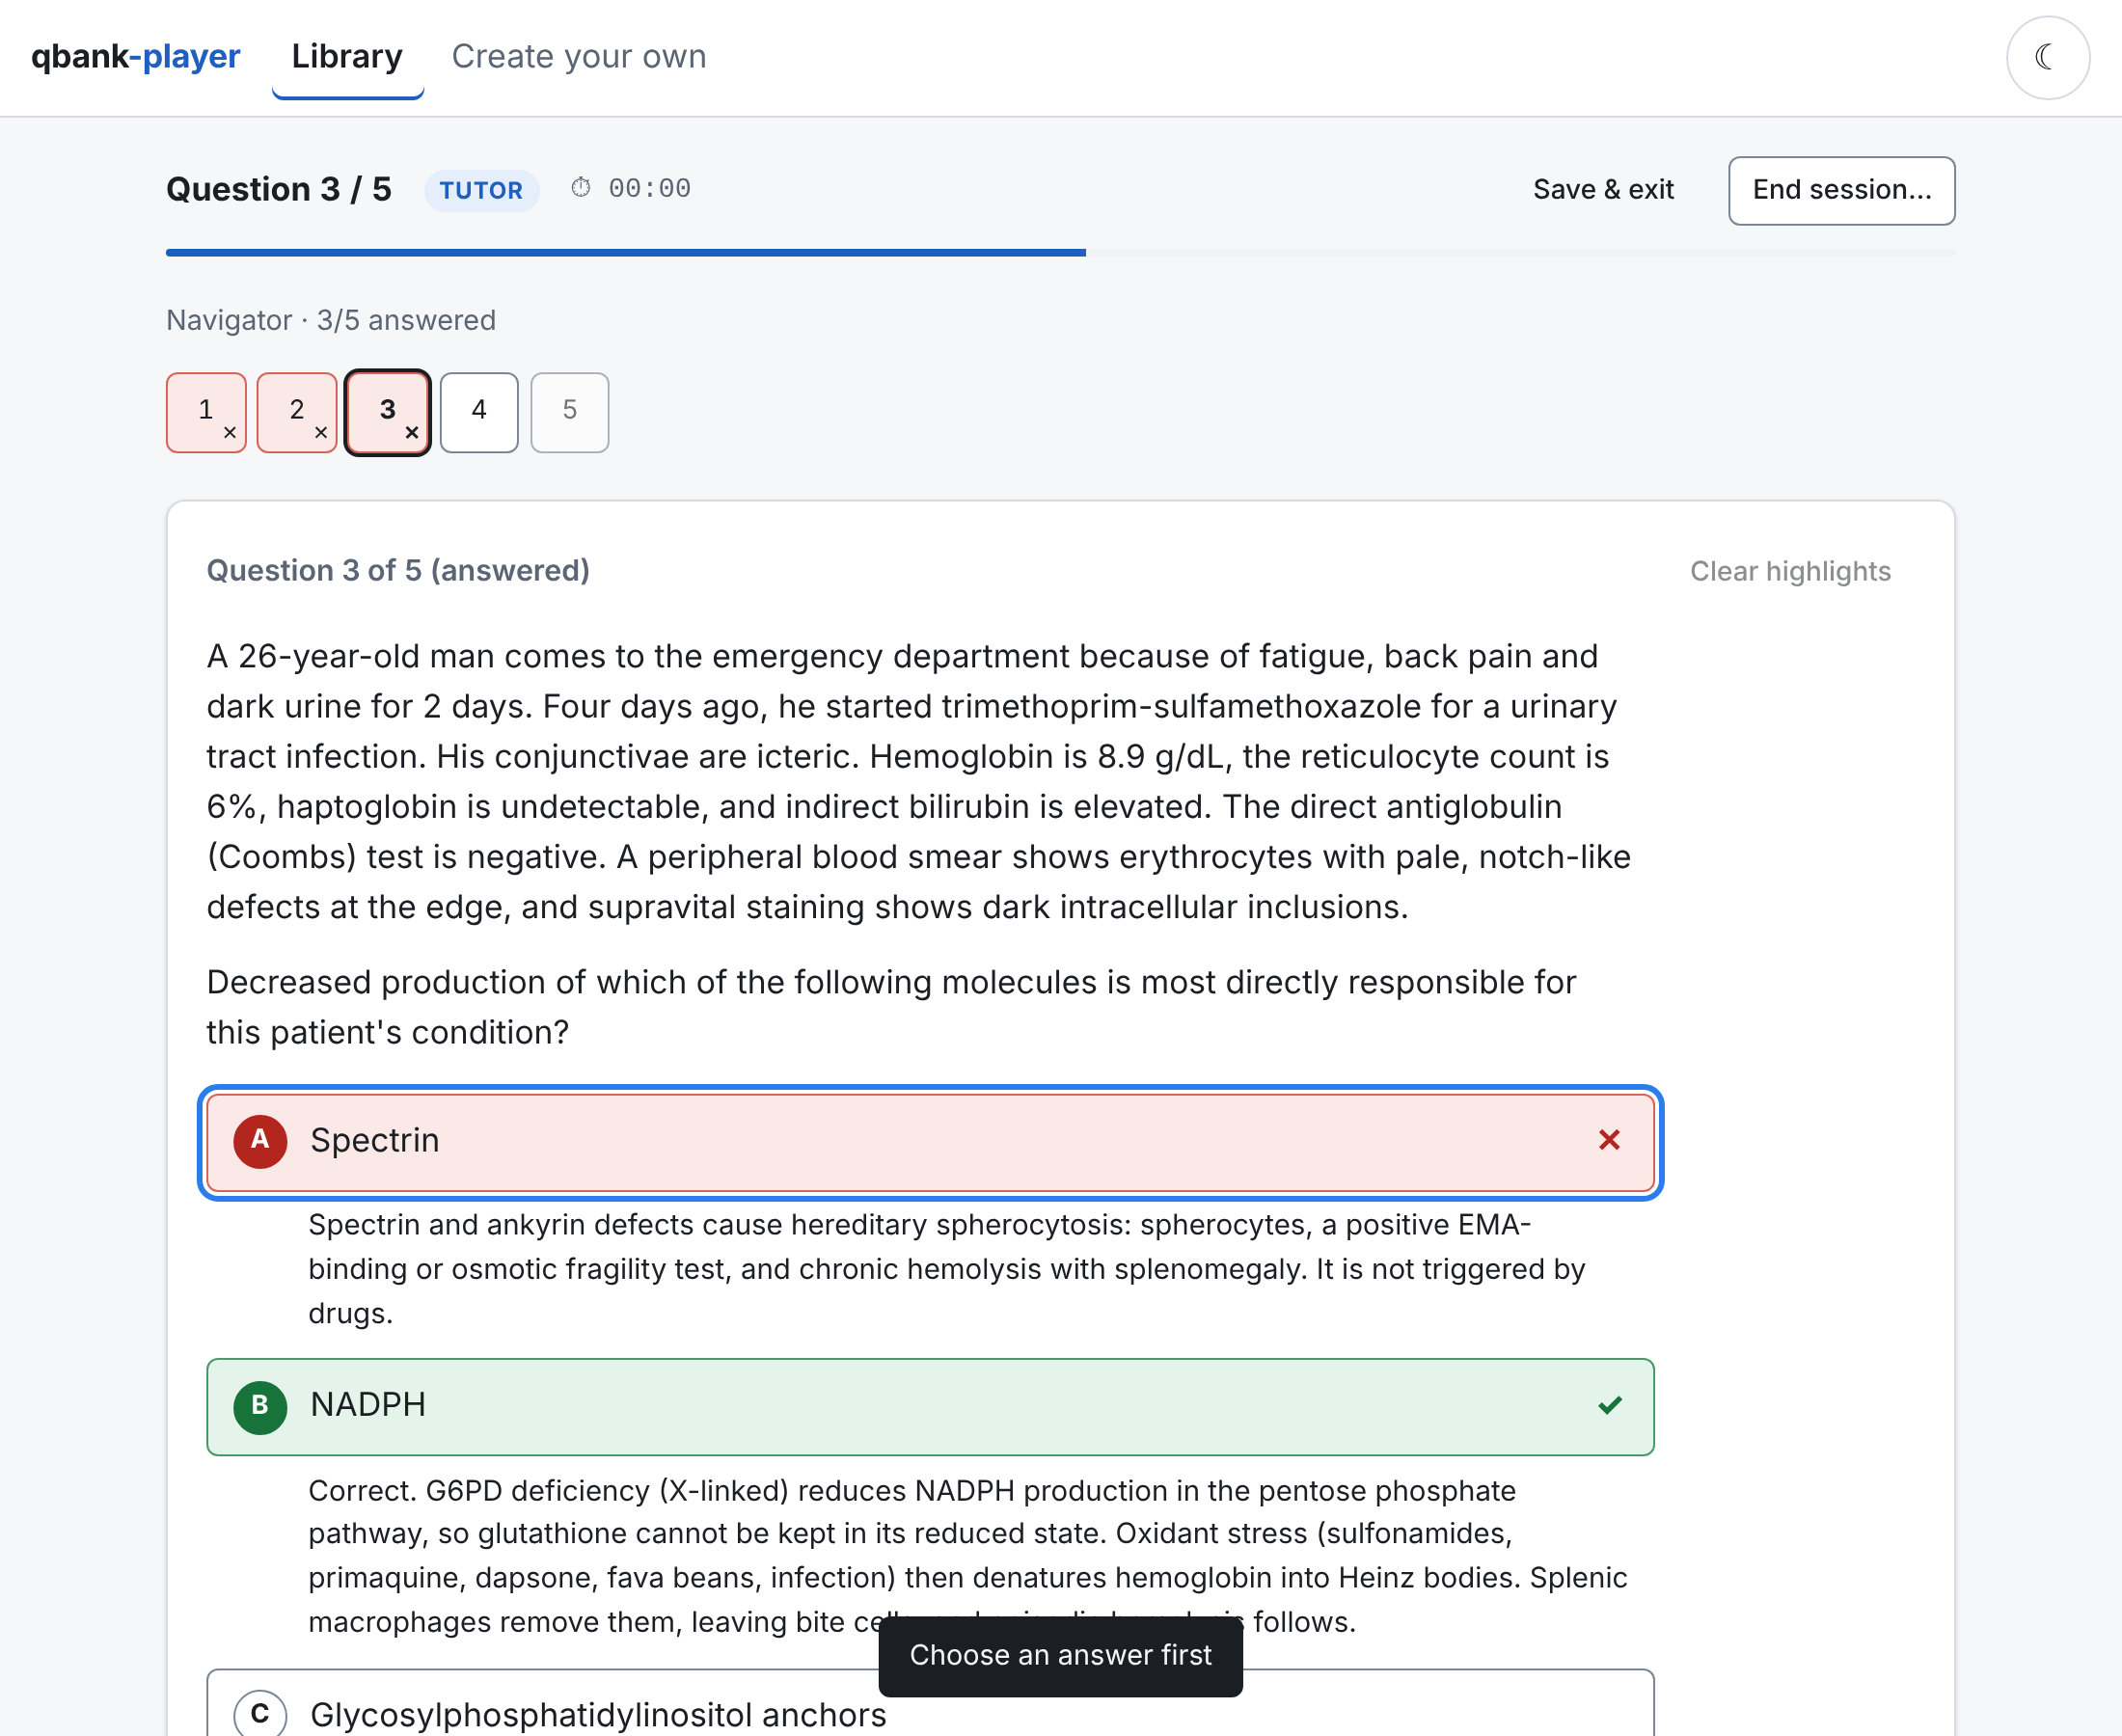 qbank-player Library Create your own
Question 3 / 5 TUTOR 00:00 Save & exit End session...
Navigator · 3/5 answered
1 × 2 × 3 × 4 5
Question 3 of 5 (answered) Clear highlights
A 26-year-old man comes to the emergency department because of fatigue, back pain and
dark urine for 2 days. Four days ago, he started trimethoprim-sulfamethoxazole for a urinary
tract infection. His conjunctivae are icteric. Hemoglobin is 8.9 g/dL, the reticulocyte count is
6%, haptoglobin is undetectable, and indirect bilirubin is elevated. The direct antiglobulin
(Coombs) test is negative. A peripheral blood smear shows erythrocytes with pale, notch-like
defects at the edge, and supravital staining shows dark intracellular inclusions.
Decreased production of which of the following molecules is most directly responsible for
this patient's condition?
A Spectrin ×
Spectrin and ankyrin defects cause hereditary spherocytosis: spherocytes, a positive EMA-
binding or osmotic fragility test, and chronic hemolysis with splenomegaly. It is not triggered by
drugs.
B NADPH ✓
Correct. G6PD deficiency (X-linked) reduces NADPH production in the pentose phosphate
pathway, so glutathione cannot be kept in its reduced state. Oxidant stress (sulfonamides,
primaquine, dapsone, fava beans, infection) then denatures hemoglobin into Heinz bodies. Splenic
macrophages remove them, leaving bite follows.
Choose an answer first
C Glycosylphosphatidylinositol anchors